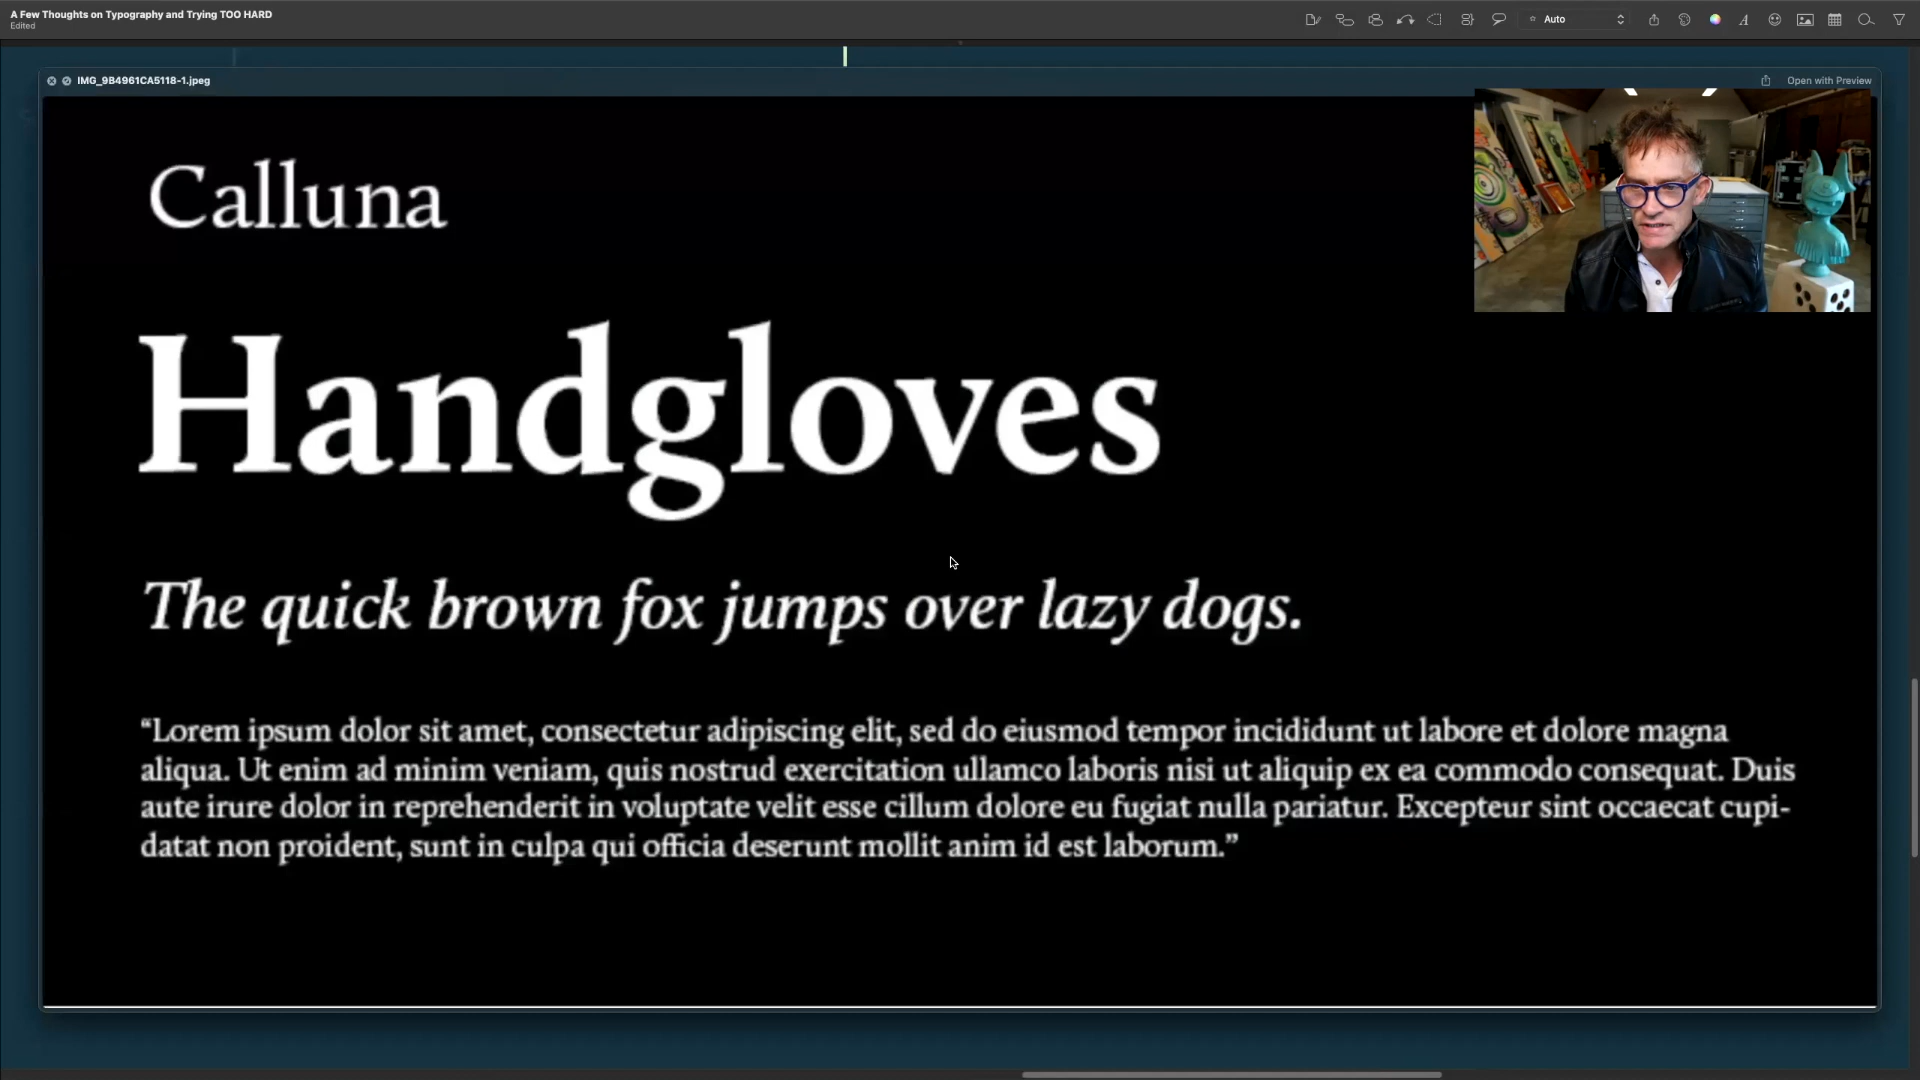 A Few Thoughts on Typography and Trying TOO HARD
Edited
Auto
IMG_9B4961CA5118-1.jpeg
Open with Preview
Calluna
Handgloves
The quick brown fox jumps over lazy dogs.
“Lorem ipsum dolor sit amet, consectetur adipiscing elit, sed do eiusmod tempor incididunt ut labore et dolore magna
aliqua. Ut enim ad minim veniam, quis nostrud exercitation ullamco laboris nisi ut aliquip ex ea commodo consequat. Duis
aute irure dolor in reprehenderit in voluptate velit esse cillum dolore eu fugiat nulla pariatur. Excepteur sint occaecat cupi-
datat non proident, sunt in culpa qui officia deserunt mollit anim id est laborum.”